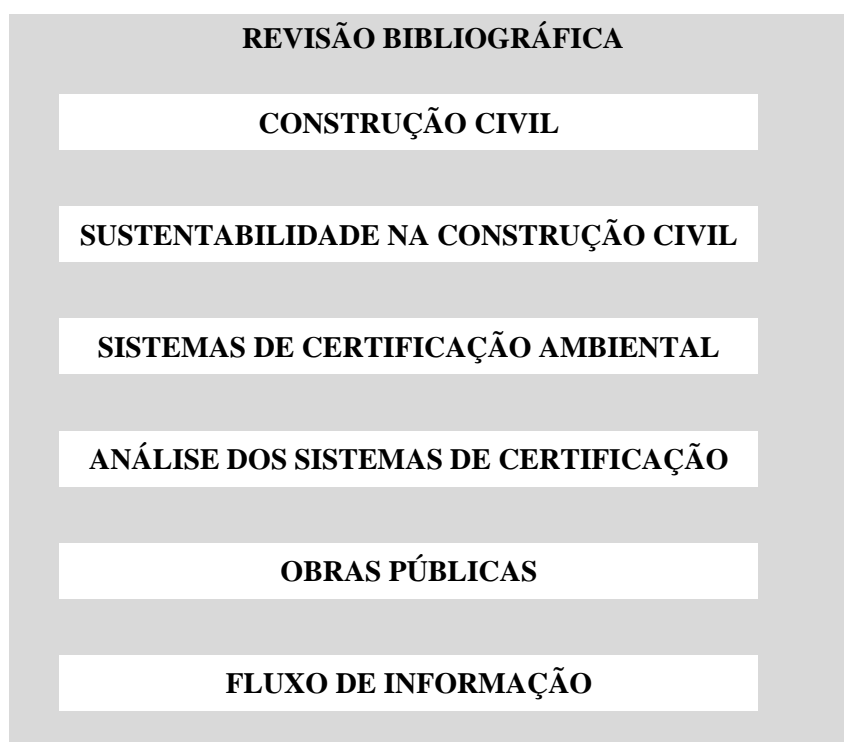 REVISÃO BIBLIOGRÁFICA
CONSTRUÇÃO CIVIL
SUSTENTABILIDADE NA CONSTRUÇÃO CIVIL
SISTEMAS DE CERTIFICAÇÃO AMBIENTAL
ANÁLISE DOS SISTEMAS DE CERTIFICAÇÃO
OBRAS PÚBLICAS
FLUXO DE INFORMAÇÃO